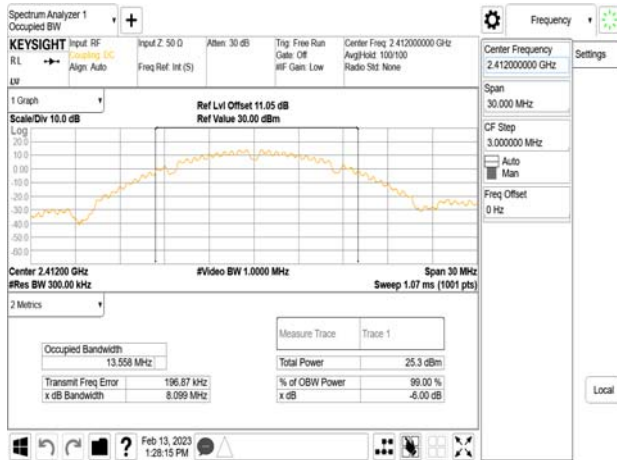 Spectrum Analyzer 1
Occupied BW
Frequency
KEYSIGHT
RL
Input: RF
Coupling: DC
Align: Auto
Input Z: 50 Ω
Freq Ref: Int (S)
Atten: 30 dB
Trig: Free Run
Gate: Off
#IF Gain: Low
Center Freq: 2.412000000 GHz
Avg|Hold: 100/100
Radio Std: None
Center Frequency
2.412000000 GHz
Settings
Span
30.000 MHz
CF Step
3.000000 MHz
Auto
Man
Freq Offset
0 Hz
Local
1 Graph
Scale/Div 10.0 dB
Ref Lvl Offset 11.05 dB
Ref Value 30.00 dBm
Log
20.0
10.0
0.00
-10.0
-20.0
-30.0
-40.0
-50.0
-60.0
Center 2.41200 GHz
#Res BW 300.00 kHz
#Video BW 1.0000 MHz
Span 30 MHz
Sweep 1.07 ms (1001 pts)
2 Metrics
Measure Trace Trace 1
Occupied Bandwidth
13.558 MHz
Total Power 25.3 dBm
Transmit Freq Error 196.87 kHz
% of OBW Power 99.00 %
x dB Bandwidth 8.099 MHz
x dB -6.00 dB
Feb 13, 2023
1:28:15 PM